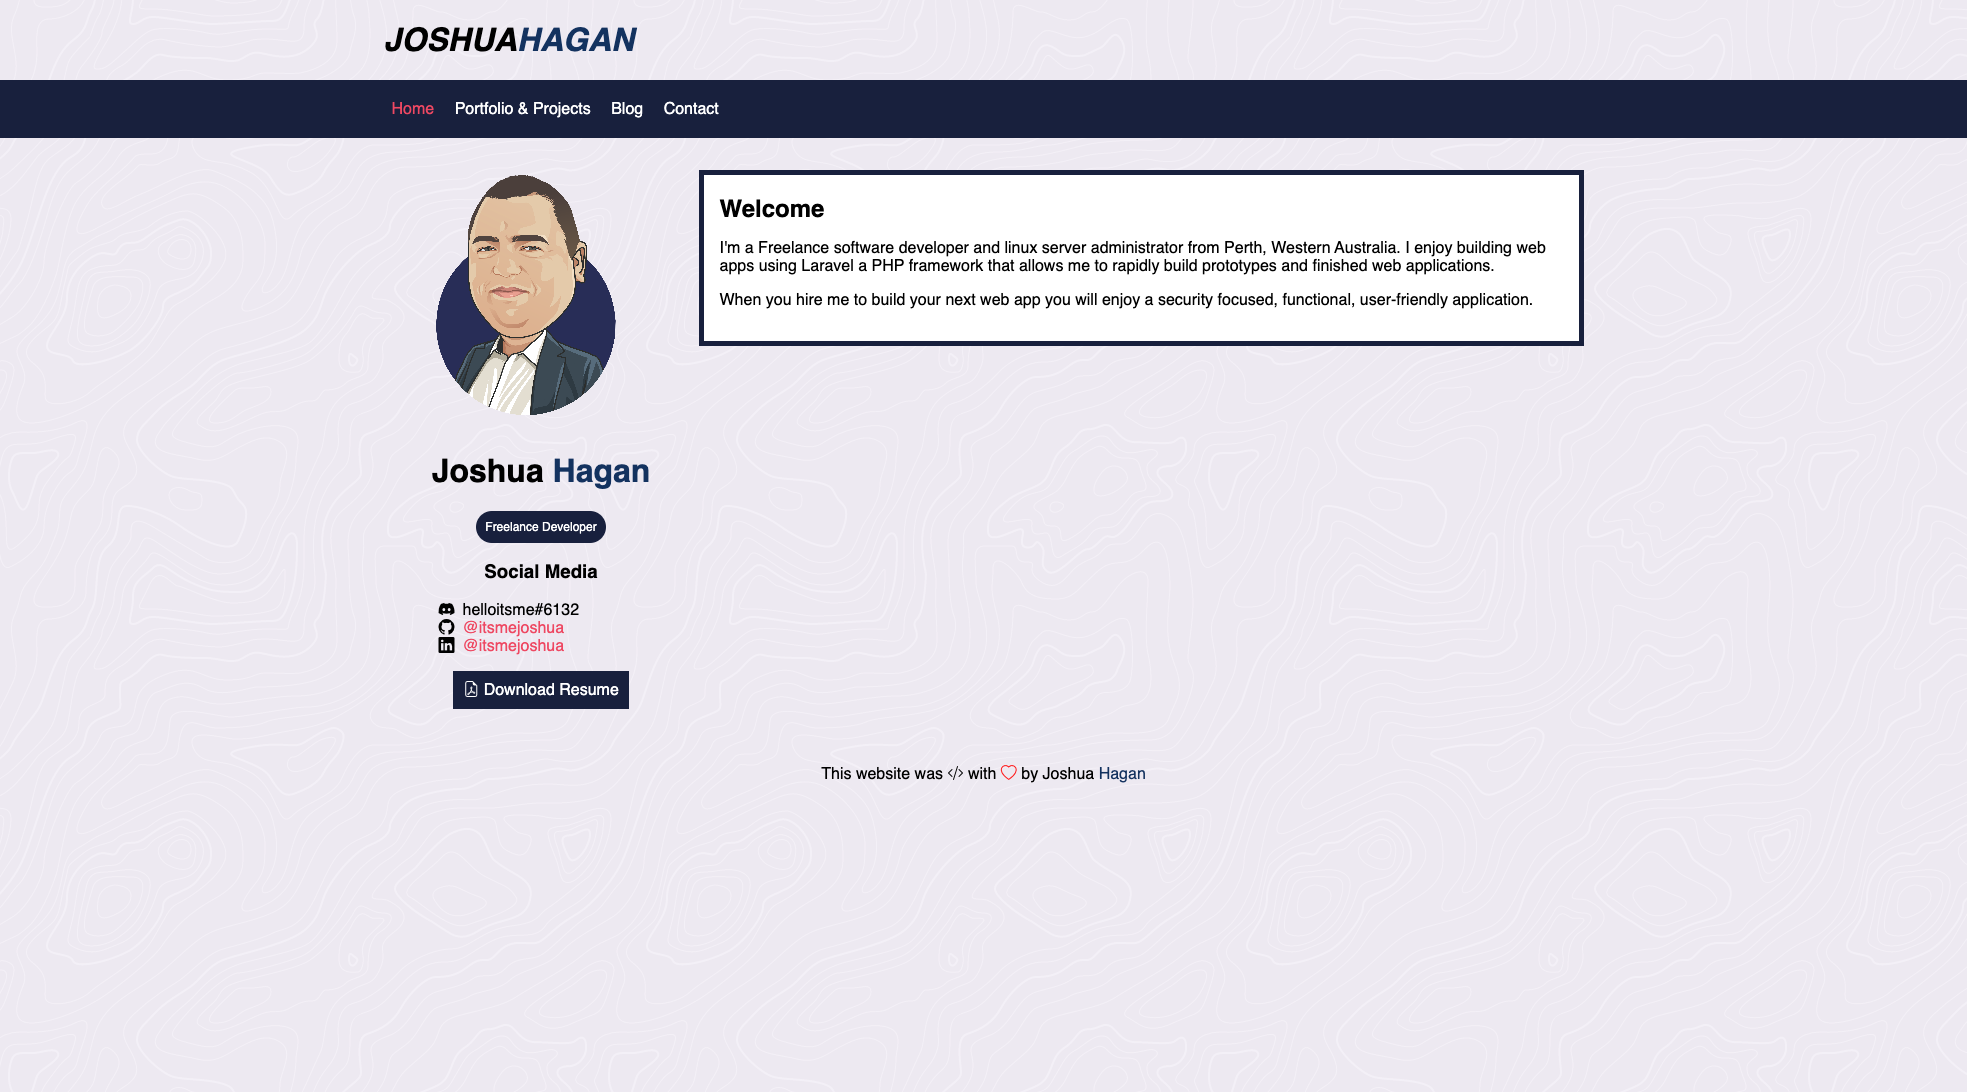 JOSHUAHAGAN
Home Portfolio & Projects Blog Contact
Welcome
I'm a Freelance software developer and linux server administrator from Perth, Western Australia. I enjoy building web
apps using Laravel a PHP framework that allows me to rapidly build prototypes and finished web applications.
When you hire me to build your next web app you will enjoy a security focused, functional, user-friendly application.
Joshua Hagan
Freelance Developer
Social Media
helloitsme#6132
@itsmejoshua
@itsmejoshua
Download Resume
This website was </> with by Joshua Hagan